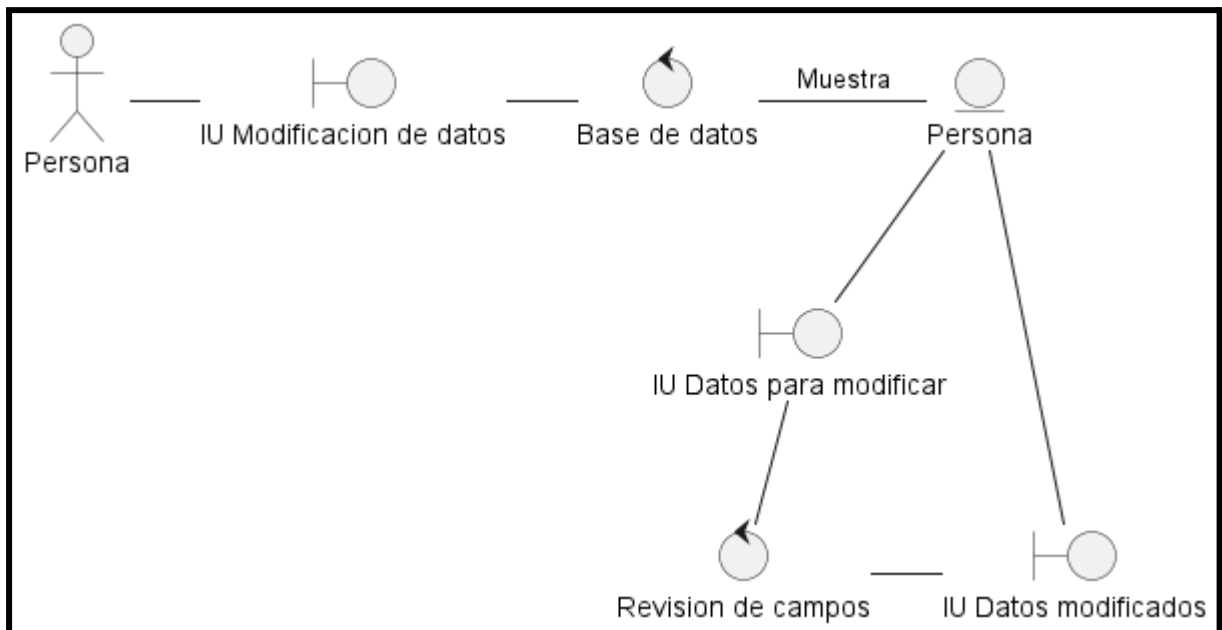 Muestra
Persona
IU Modificacion de datos
Base de datos
Persona
IU Datos para modificar
Revision de campos
IU Datos modificados